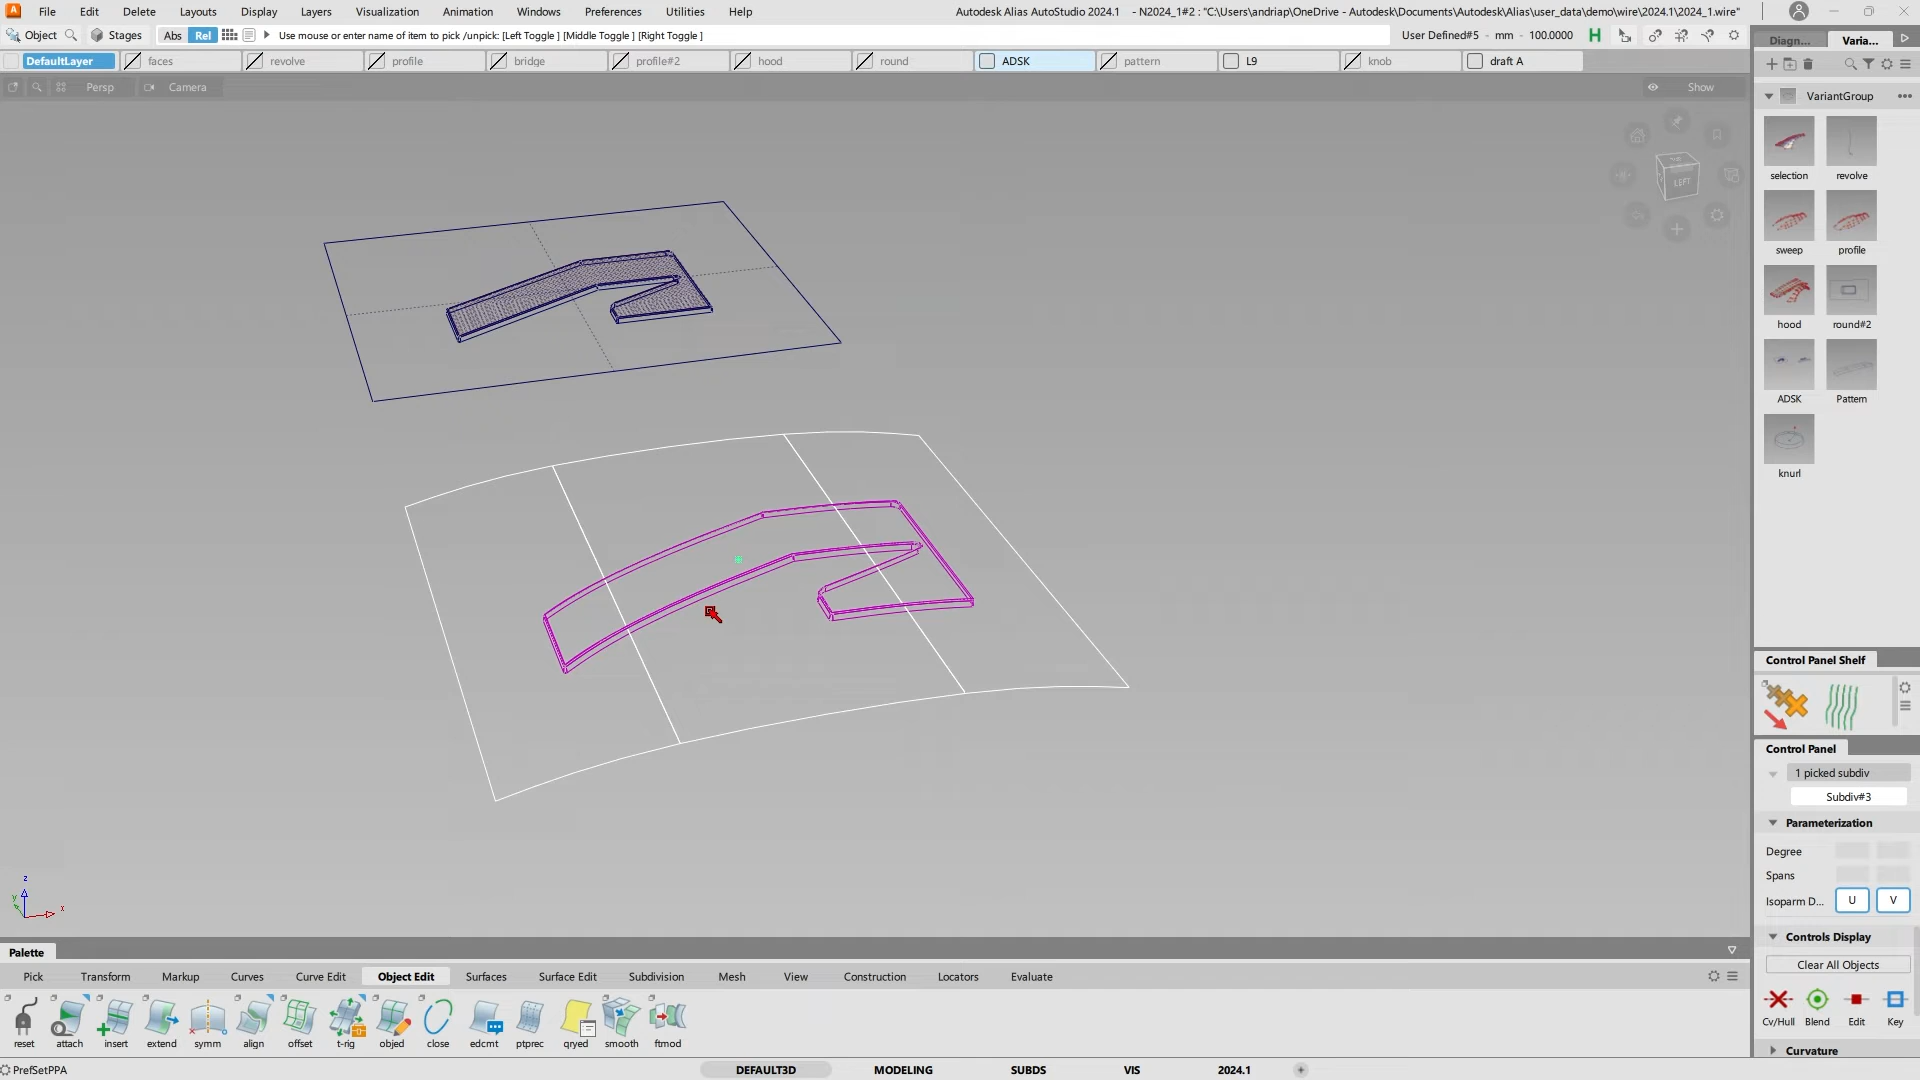 File Edit Delete Layouts Display Layers Visualization Animation Windows Preferences Utilities Help Autodesk Alias AutoStudio 2024.1 - N2024_1#2 : "C:\Users\andriap\OneDrive - Autodesk\Documents\Autodesk\Alias\user_data\demo\wire\2024.1\2024_1.wire"
Object Stages Abs Rel Use mouse or enter name of item to pick /unpick: [Left Toggle ] [Middle Toggle ] [Right Toggle ] User Defined#5 - mm - 100.0000 H
Diagn... Varia...
DefaultLayer faces revolve profile bridge profile#2 hood round ADSK pattern L9 knob draft A
Persp Camera Show
VariantGroup
LEFT
selection revolve
sweep profile
hood round#2
ADSK Pattern
knurl
Control Panel Shelf
Control Panel
1 picked subdiv
Subdiv#3
Parameterization
Degree
Spans
Isoparm D... U V
Controls Display
Clear All Objects
Cv/Hull Blend Edit Key
Curvature
z
y
x
Palette
Pick Transform Markup Curves Curve Edit Object Edit Surfaces Surface Edit Subdivision Mesh View Construction Locators Evaluate
reset attach insert extend symm align offset t-rig objed close edcmt ptprec qryed smooth ftmod
PrefSetPPA DEFAULT3D MODELING SUBDS VIS 2024.1